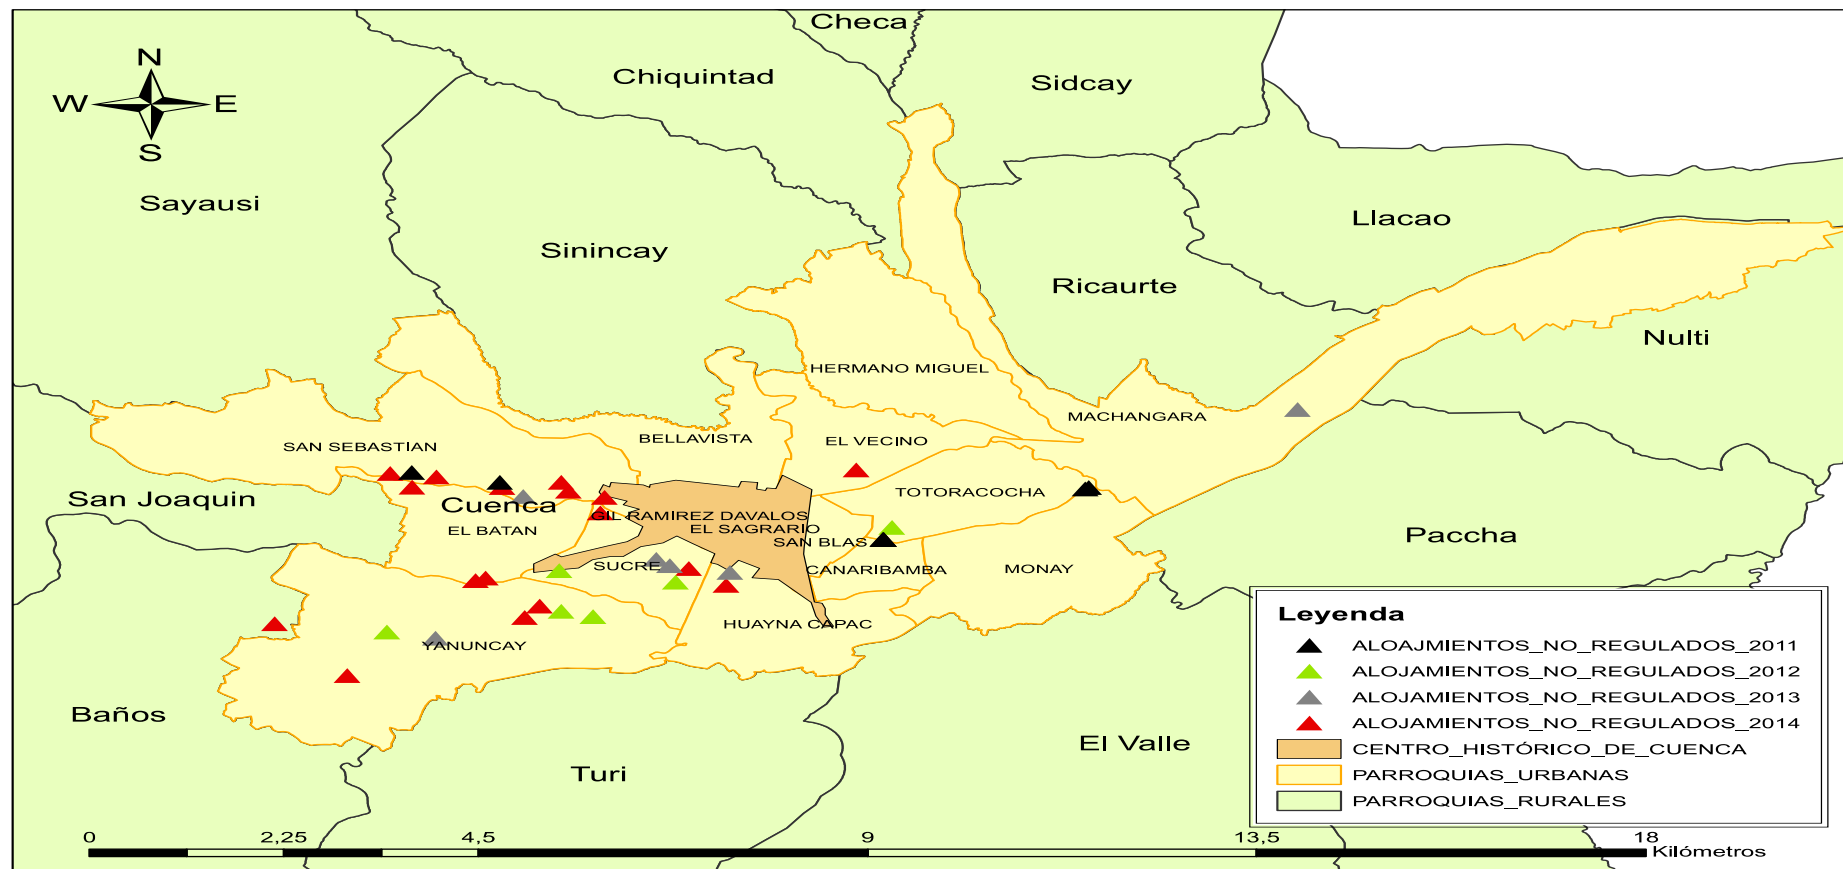 Checa
N
Chiquintad
Sidcay
W
E
S
Sayausi
Llacao
Sinincay
Ricaurte
Nulti
HERMANO MIGUEL
MACHANGARA
BELLAVISTA
EL VECINO
SAN SEBASTIAN
San Joaquin
Cuenca
TOTORACOCHA
GIL RAMIREZ DAVALOS
EL BATAN
EL SAGRARIO
Paccha
SAN BLAS
SUCRE
CANARIBAMBA
MONAY
HUAYNA CAPAC
YANUNCAY
Baños
El Valle
Turi
Leyenda
ALOAJMIENTOS_NO_REGULADOS_2011
ALOJAMIENTOS_NO_REGULADOS_2012
ALOJAMIENTOS_NO_REGULADOS_2013
ALOJAMIENTOS_NO_REGULADOS_2014
CENTRO_HISTÓRICO_DE_CUENCA
PARROQUIAS_URBANAS
PARROQUIAS_RURALES
0 2,25 4,5 9 13,5 18
Kilómetros